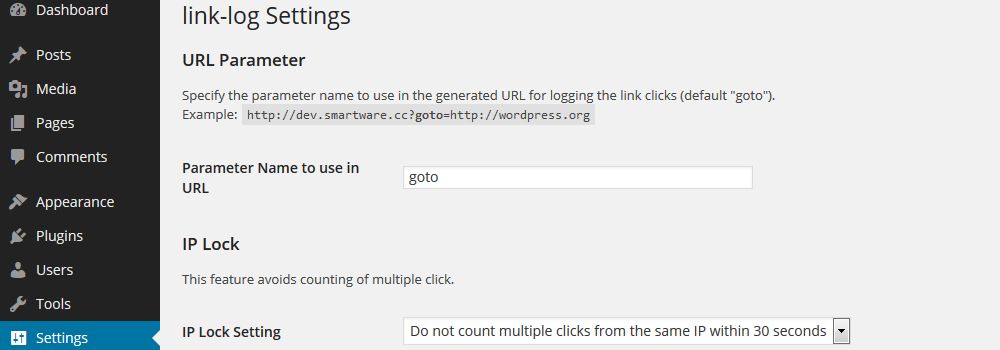 Dashboard
Posts
Media
Pages
Comments
Appearance
Plugins
Users
Tools
Settings
link-log Settings
URL Parameter
Specify the parameter name to use in the generated URL for logging the link clicks (default "goto").
Example: http://dev.smartware.cc?goto=http://wordpress.org
Parameter Name to use in
URL
goto
IP Lock
This feature avoids counting of multiple click.
IP Lock Setting
Do not count multiple clicks from the same IP within 30 seconds